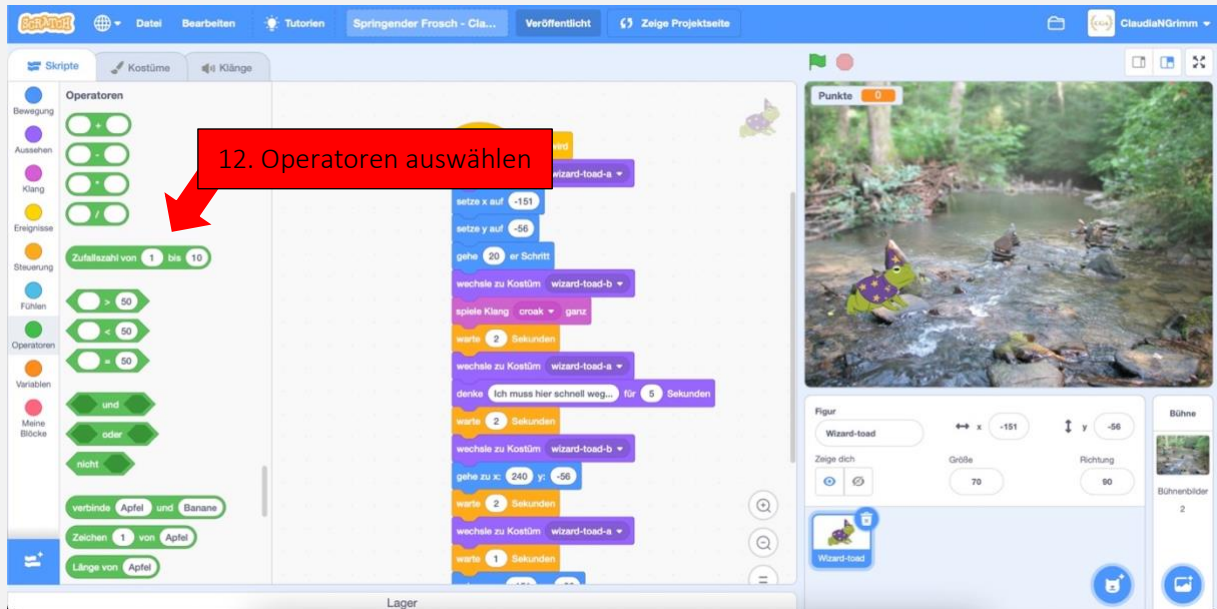 SCRATCH
Datei
Bearbeiten
Tutorien
Springender Frosch - Cla...
Veröffentlicht
Zeige Projektseite
ClaudiaNGrimm
Skripte
Kostüme
Klänge
Bewegung
Aussehen
Klang
Ereignisse
Steuerung
Fühlen
Operatoren
Variablen
Meine
Blöcke
Operatoren
+
-
*
/
Zufallszahl von 1 bis 10
> 50
< 50
= 50
und
oder
nicht
verbinde Apfel und Banane
Zeichen 1 von Apfel
Länge von Apfel
12. Operatoren auswählen
wird
wizard-toad-a
setze x auf -151
setze y auf -56
gehe 20 er Schritt
wechsle zu Kostüm wizard-toad-b
spiele Klang croak ganz
warte 2 Sekunden
wechsle zu Kostüm wizard-toad-a
denke Ich muss hier schnell weg... für 5 Sekunden
warte 2 Sekunden
wechsle zu Kostüm wizard-toad-b
gehe zu x: 240 y: -56
warte 2 Sekunden
wechsle zu Kostüm wizard-toad-a
warte 1 Sekunden
Lager
Punkte 0
Figur
Wizard-toad
x -151
y -56
Zeige dich
Größe
70
Richtung
90
Wizard-toad
Bühne
Bühnenbilder
2